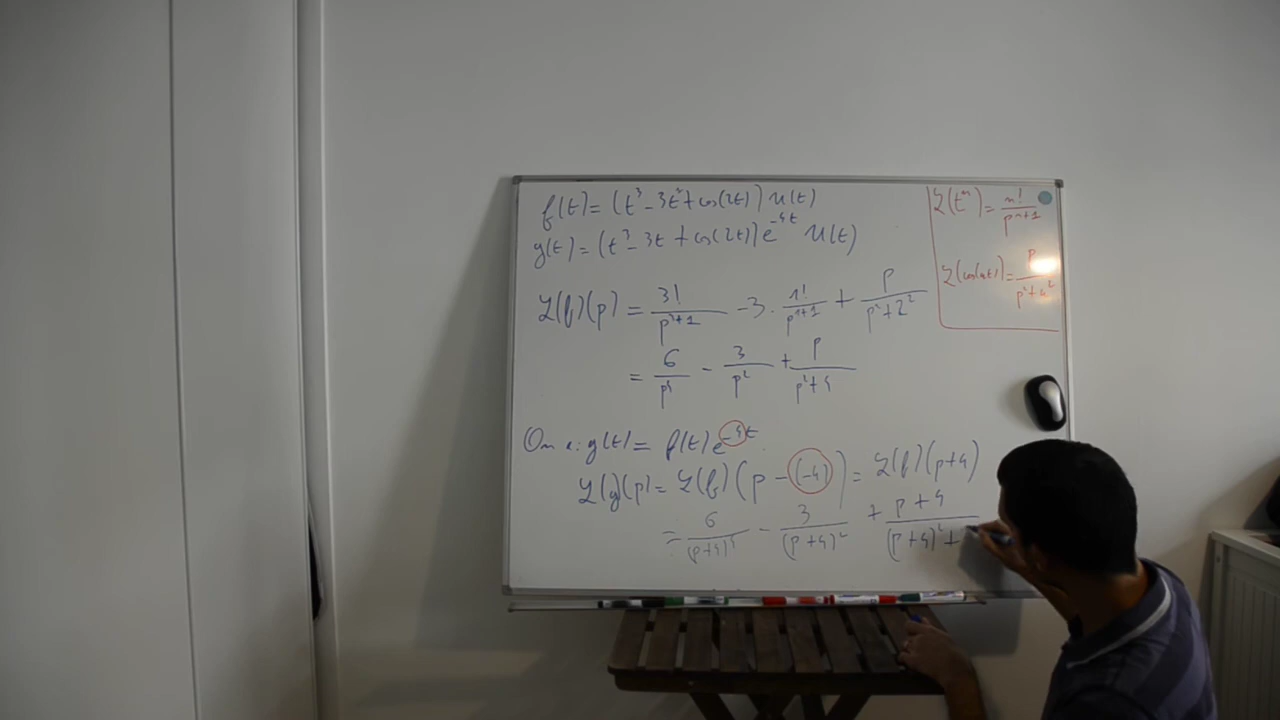 f(t) = (t³ - 3t² + cos(2t)) u(t)
g(t) = (t³ - 3t + cos(2t)) e^{-4t} u(t)
ℒ(f)(p) = 3!/p^{3+1} - 3 · 1!/p^{1+1} + p/(p² + 2²)
= 6/p⁴ - 3/p² + p/(p² + 4)
On a : g(t) = f(t) e^{-4t}.
ℒ(g)(p) = ℒ(f)(p - (-4)) = ℒ(f)(p + 4)
= 6/(p+4)⁴ - 3/(p+4)² + (p+4)/((p+4)² +
ℒ(tⁿ) = n!/p^{n+1}
ℒ(cos(at)) = p/(p² + a²)